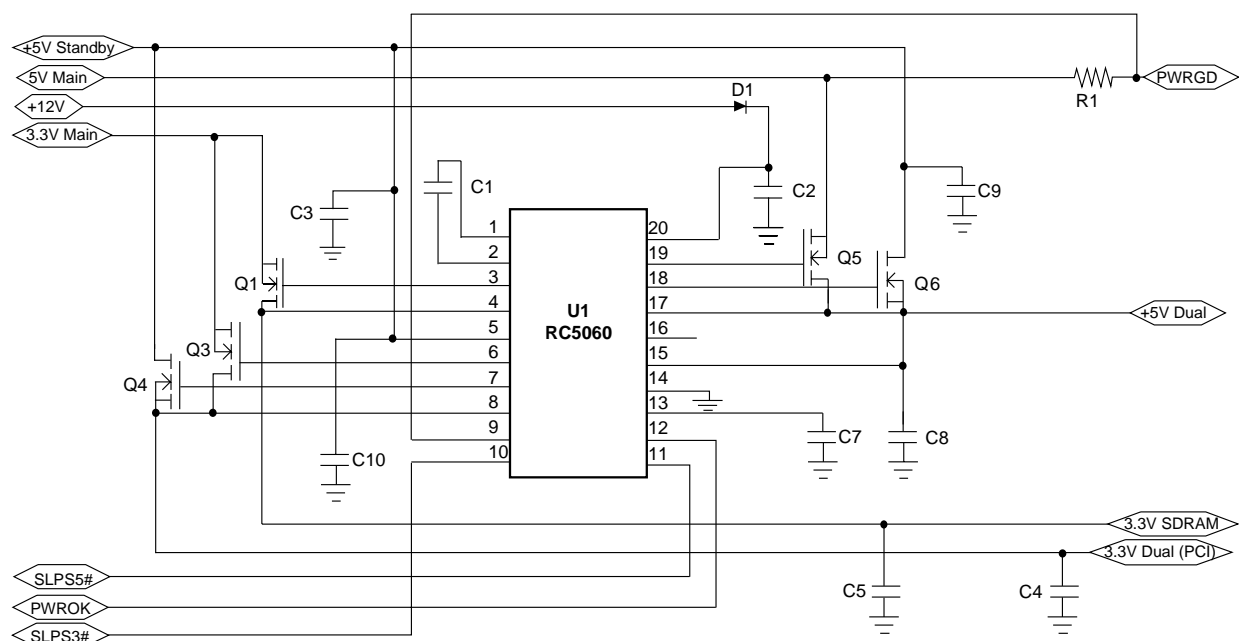 +5V Standby
5V Main
PWRGD
R1
D1
+12V
3.3V Main
C1
C2
C9
C3
1
20
2
19
Q5
3
18
Q1
Q6
4
17
+5V Dual
U1
RC5060
5
16
Q3
6
15
Q4
7
14
8
13
9
12
C7
C8
10
11
C10
3.3V SDRAM
3.3V Dual (PCI)
SLPS5#
C5
C4
PWROK
SLPS3#